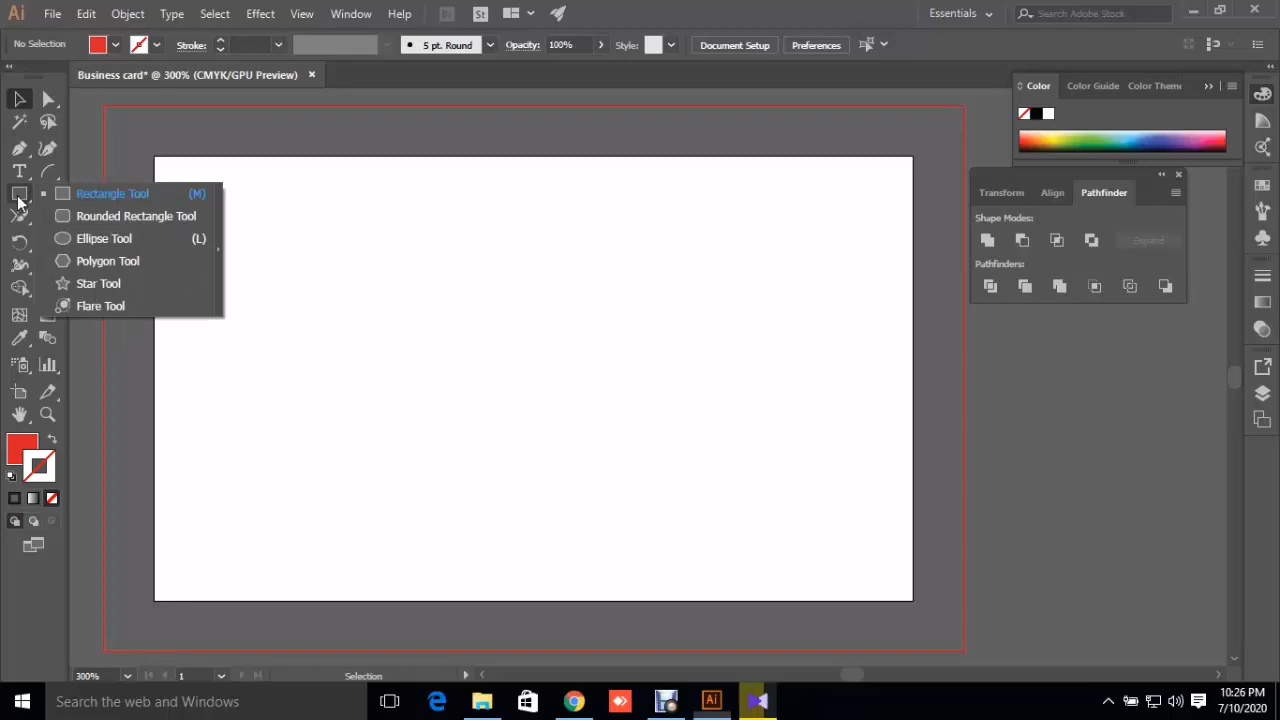 Ai File Edit Object Type Select Effect View Window Help Br St Essentials Search Adobe Stock
No Selection Stroke: 5 pt. Round Opacity: 100% Style: Document Setup Preferences
Business card* @ 300% (CMYK/GPU Preview)
Color Color Guide Color Theme
T
Rectangle Tool (M)
Rounded Rectangle Tool
Ellipse Tool (L)
Polygon Tool
Star Tool
Flare Tool
Transform Align Pathfinder
Shape Modes:
Expand
Pathfinders:
300% 1 Selection
Search the web and Windows
Ai
10:26 PM
7/10/2020